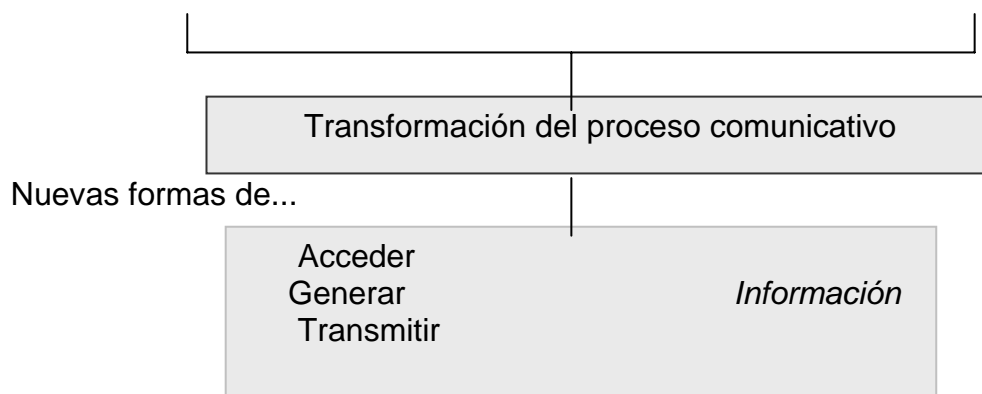 Transformación del proceso comunicativo
Nuevas formas de...
Acceder
Generar Información
Transmitir